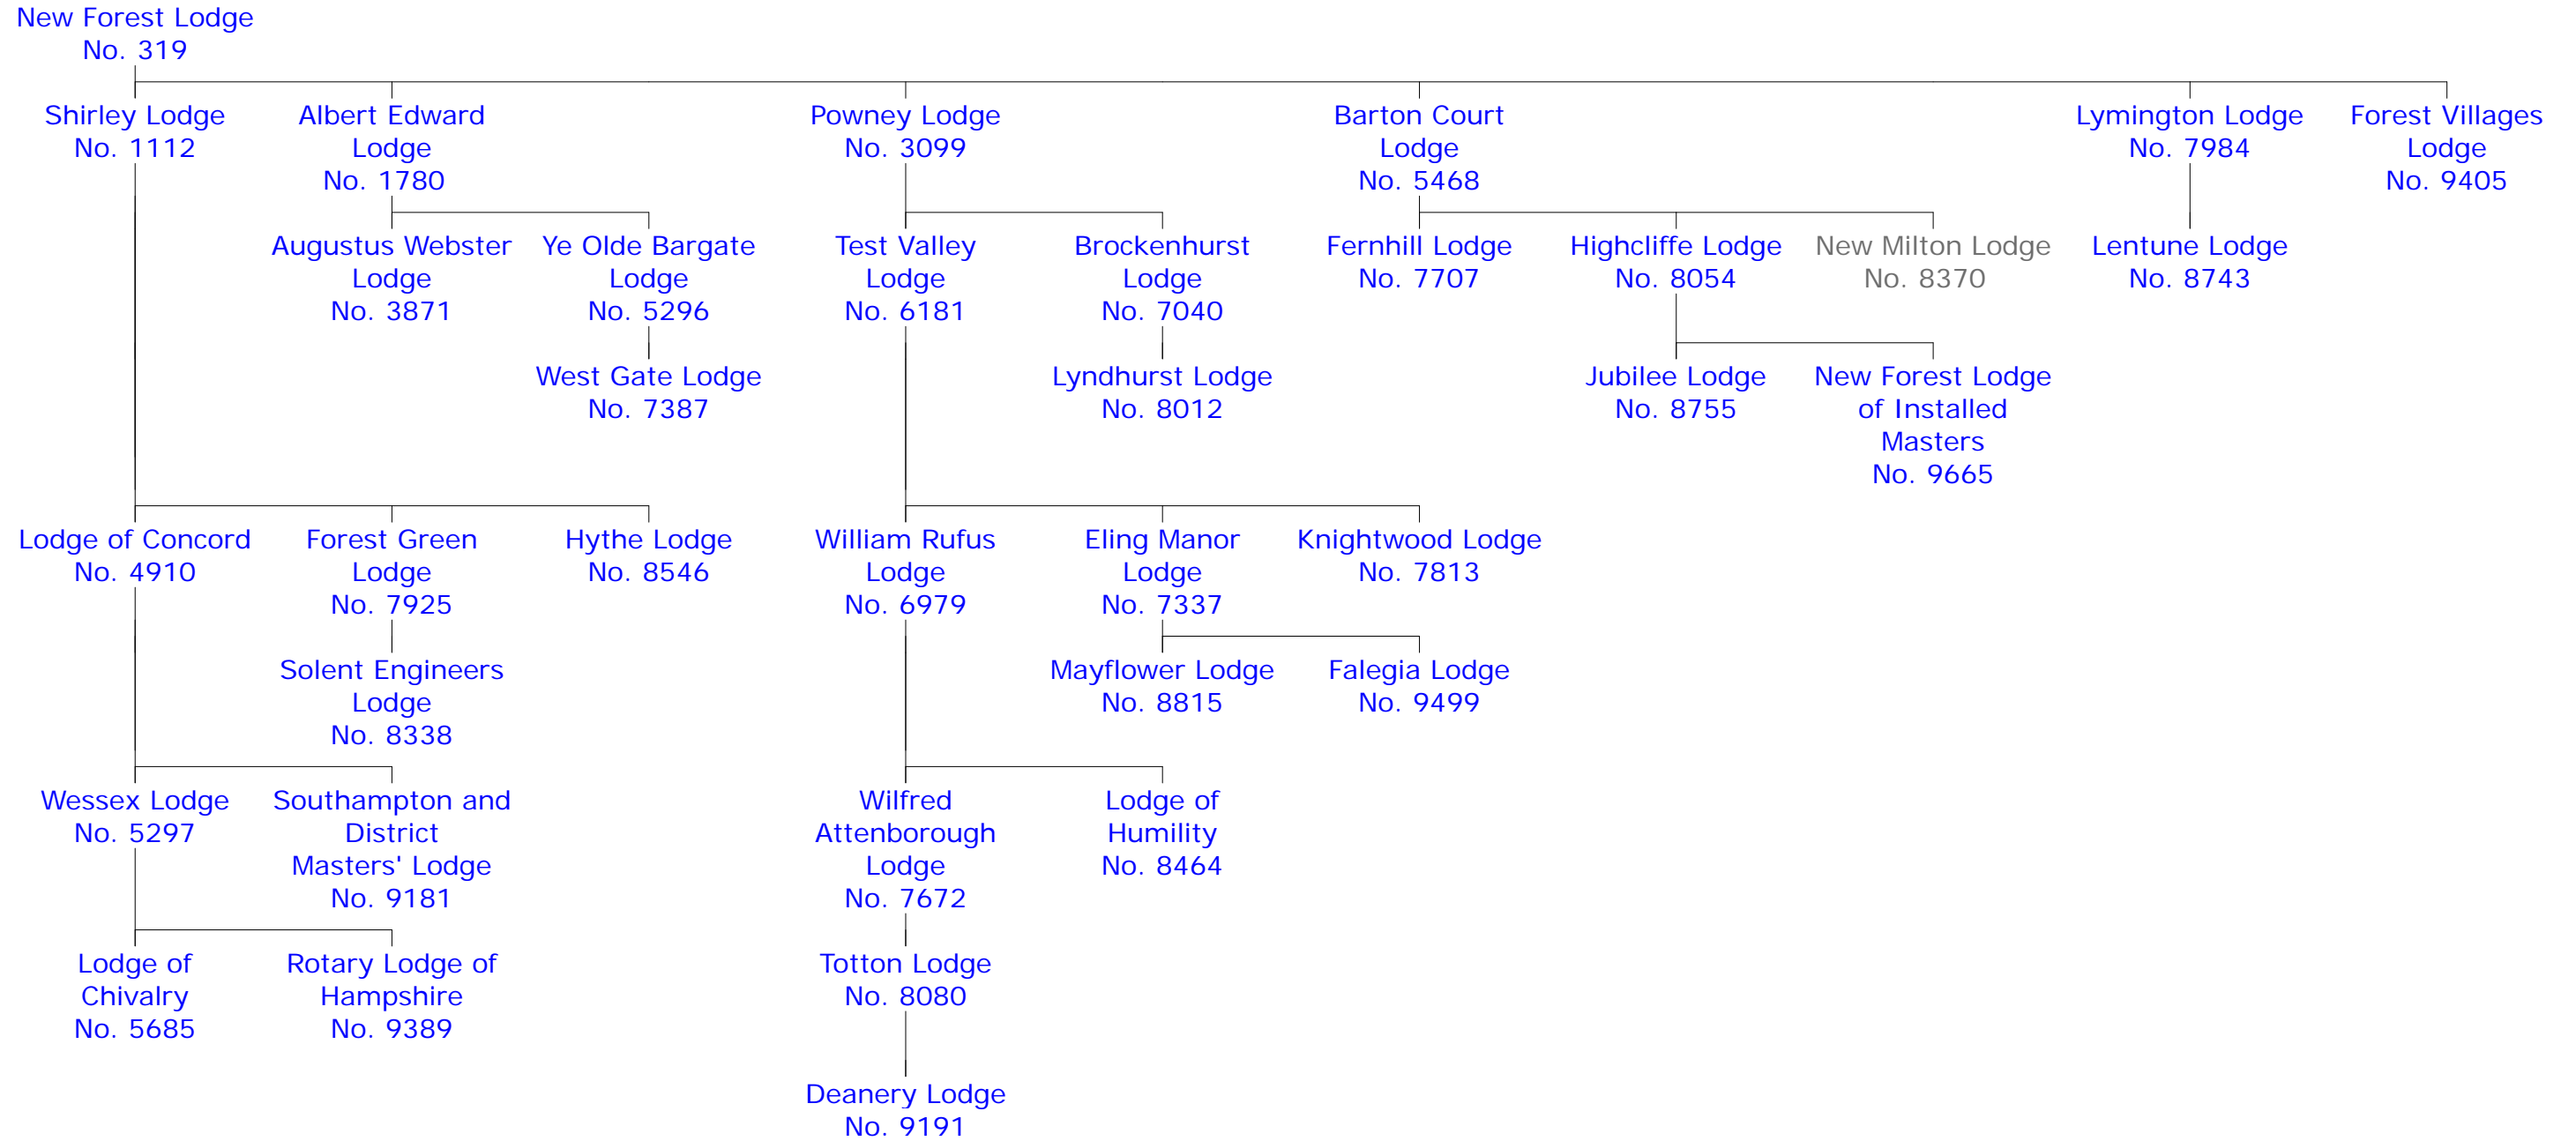 New Forest Lodge
No. 319
Shirley Lodge
No. 1112
Albert Edward
Lodge
No. 1780
Powney Lodge
No. 3099
Barton Court
Lodge
No. 5468
Lymington Lodge
No. 7984
Forest Villages
Lodge
No. 9405
Augustus Webster
Lodge
No. 3871
Ye Olde Bargate
Lodge
No. 5296
Test Valley
Lodge
No. 6181
Brockenhurst
Lodge
No. 7040
Fernhill Lodge
No. 7707
Highcliffe Lodge
No. 8054
New Milton Lodge
No. 8370
Lentune Lodge
No. 8743
West Gate Lodge
No. 7387
Lyndhurst Lodge
No. 8012
Jubilee Lodge
No. 8755
New Forest Lodge
of Installed
Masters
No. 9665
Lodge of Concord
No. 4910
Forest Green
Lodge
No. 7925
Hythe Lodge
No. 8546
William Rufus
Lodge
No. 6979
Eling Manor
Lodge
No. 7337
Knightwood Lodge
No. 7813
Solent Engineers
Lodge
No. 8338
Mayflower Lodge
No. 8815
Falegia Lodge
No. 9499
Wessex Lodge
No. 5297
Southampton and
District
Masters' Lodge
No. 9181
Wilfred
Attenborough
Lodge
No. 7672
Lodge of
Humility
No. 8464
Lodge of
Chivalry
No. 5685
Rotary Lodge of
Hampshire
No. 9389
Totton Lodge
No. 8080
Deanery Lodge
No. 9191